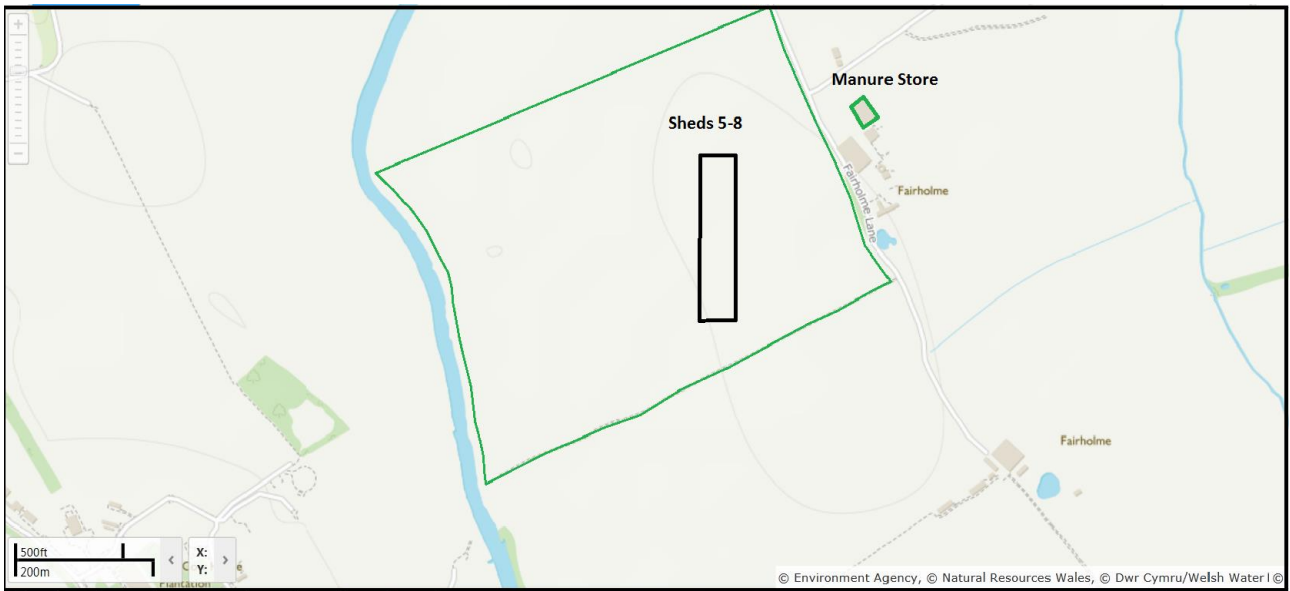 Manure Store
Sheds 5-8
Fairholme
Fairholme Lane
Fairholme
500ft
200m
X:
Y:
Plantation
© Environment Agency, © Natural Resources Wales, © Dwr Cymru/Welsh Water I ©